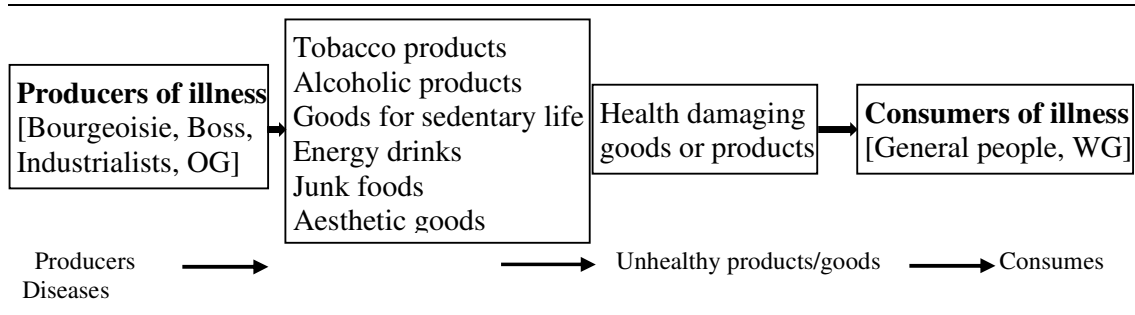 Producers of illness
[Bourgeoisie, Boss,
Industrialists, OG]
Tobacco products
Alcoholic products
Goods for sedentary life
Energy drinks
Junk foods
Aesthetic goods
Health damaging
goods or products
Consumers of illness
[General people, WG]
Producers
Diseases
Unhealthy products/goods
Consumes